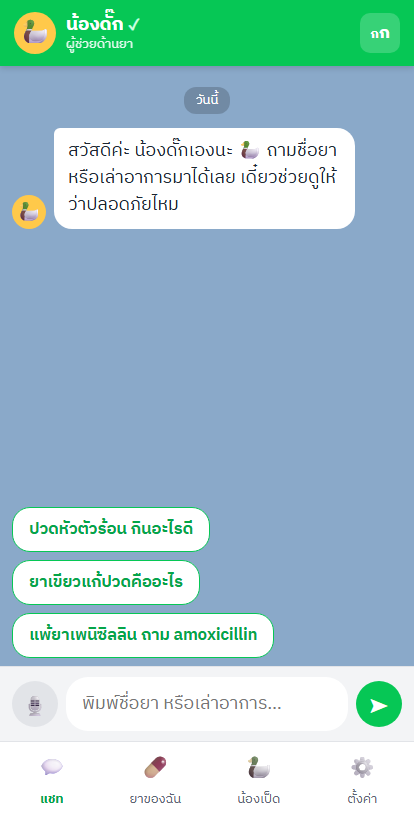 น้องดั๊ก ✓
ผู้ช่วยด้านยา
กก
วันนี้
สวัสดีค่ะ น้องดั๊กเองนะ 🦆 ถามชื่อยา
หรือเล่าอาการมาได้เลย เดี๋ยวช่วยดูให้
ว่าปลอดภัยไหม
ปวดหัวตัวร้อน กินอะไรดี
ยาเขียวแก้ปวดคืออะไร
แพ้ยาเพนิซิลลิน ถาม amoxicillin
พิมพ์ชื่อยา หรือเล่าอาการ...
แชท
ยาของฉัน
น้องเป็ด
ตั้งค่า